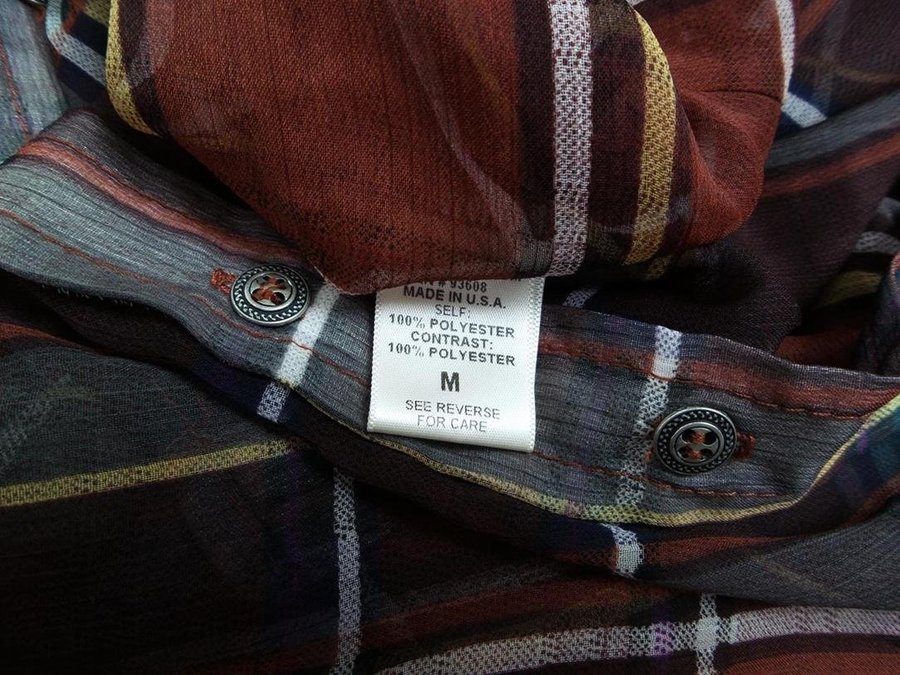 # 93608
MADE IN U.S.A.
SELF:
100% POLYESTER
CONTRAST:
100% POLYESTER
M
SEE REVERSE
FOR CARE